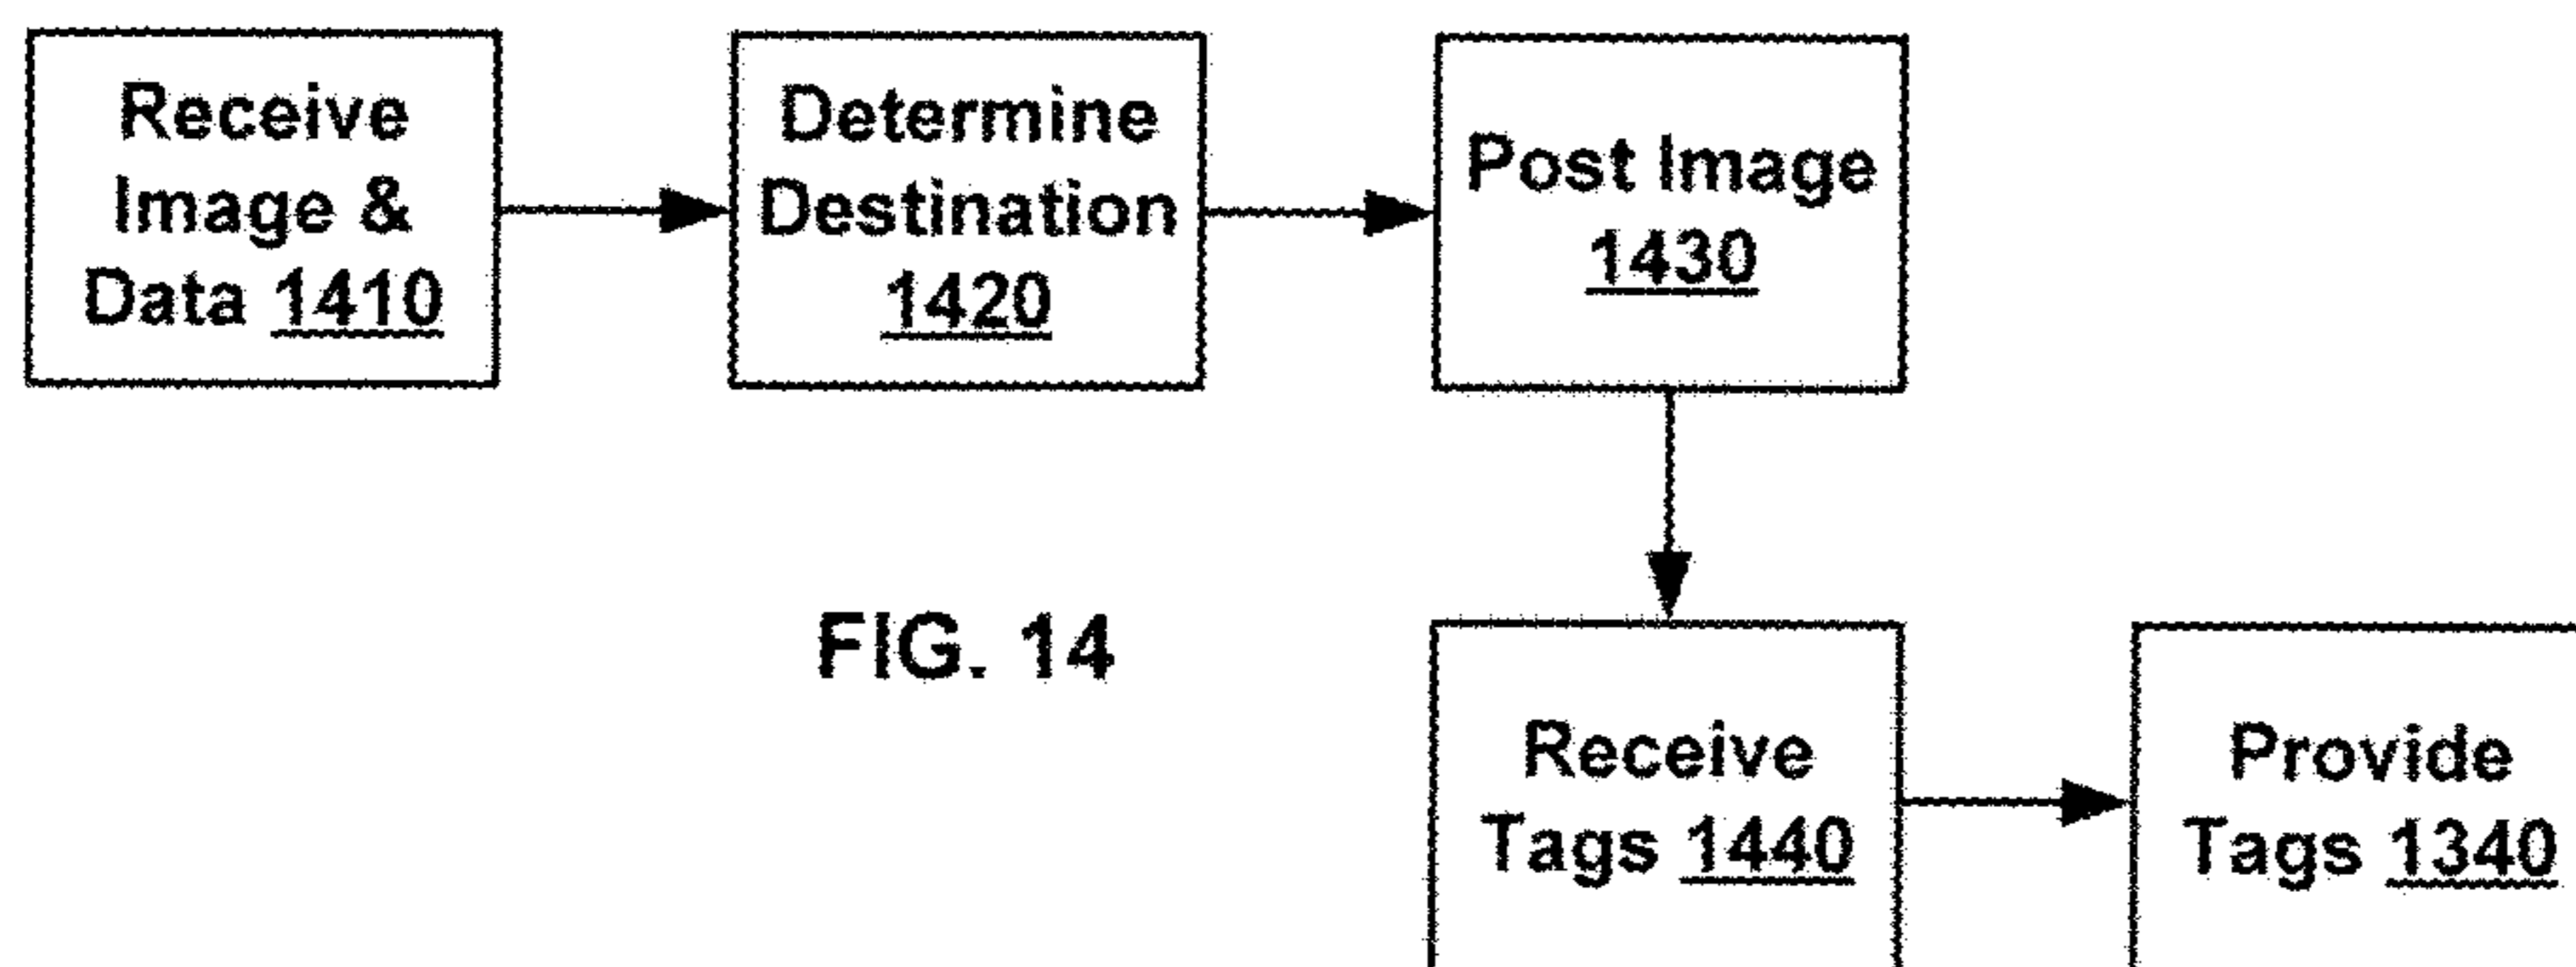 Receive
Image &
Data 1410
Determine
Destination
1420
Post Image
1430
FIG. 14
Receive
Tags 1440
Provide
Tags 1340